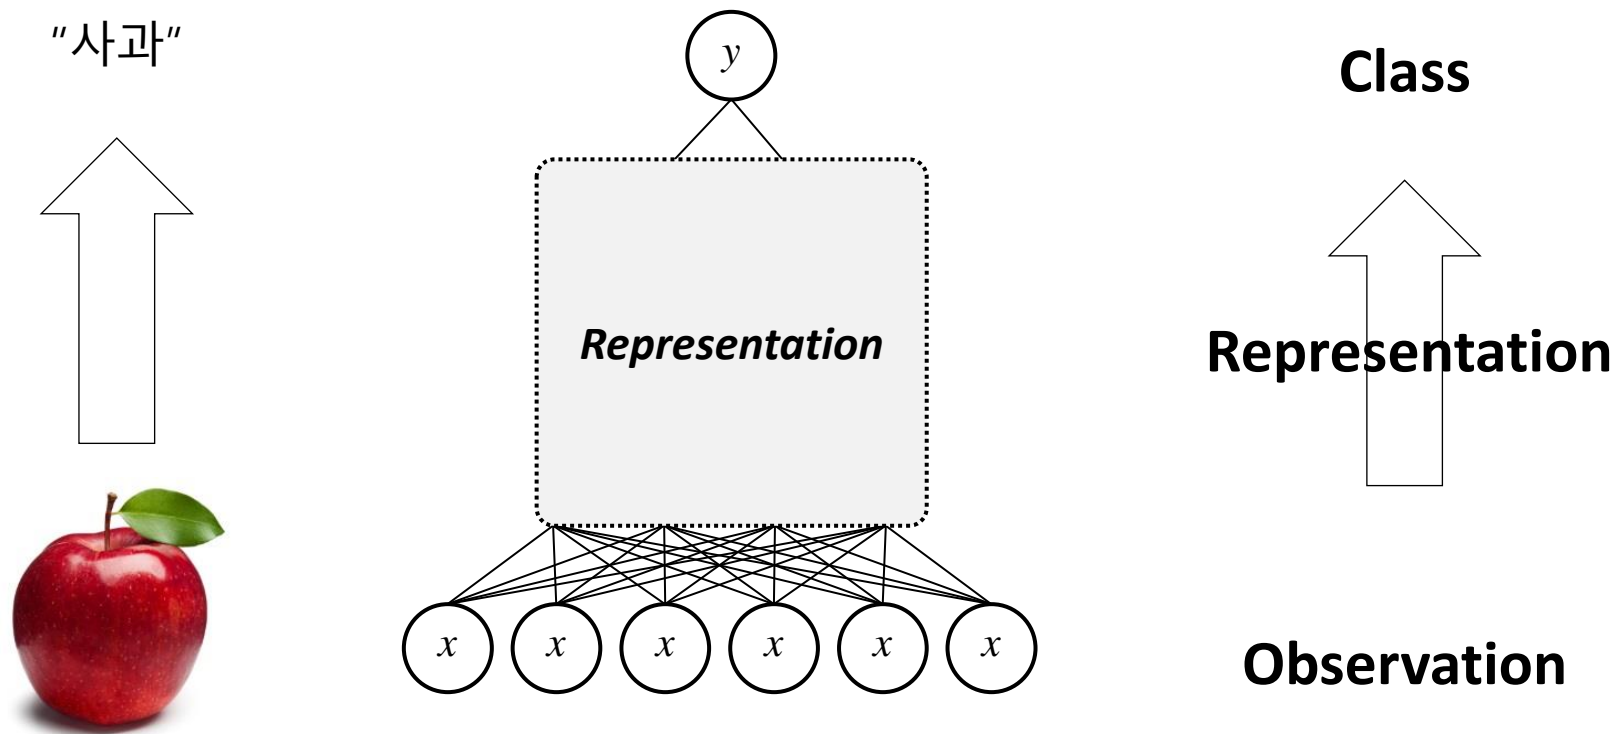 "사과"
y
Class
Representation
Representation
x x x x x x
Observation